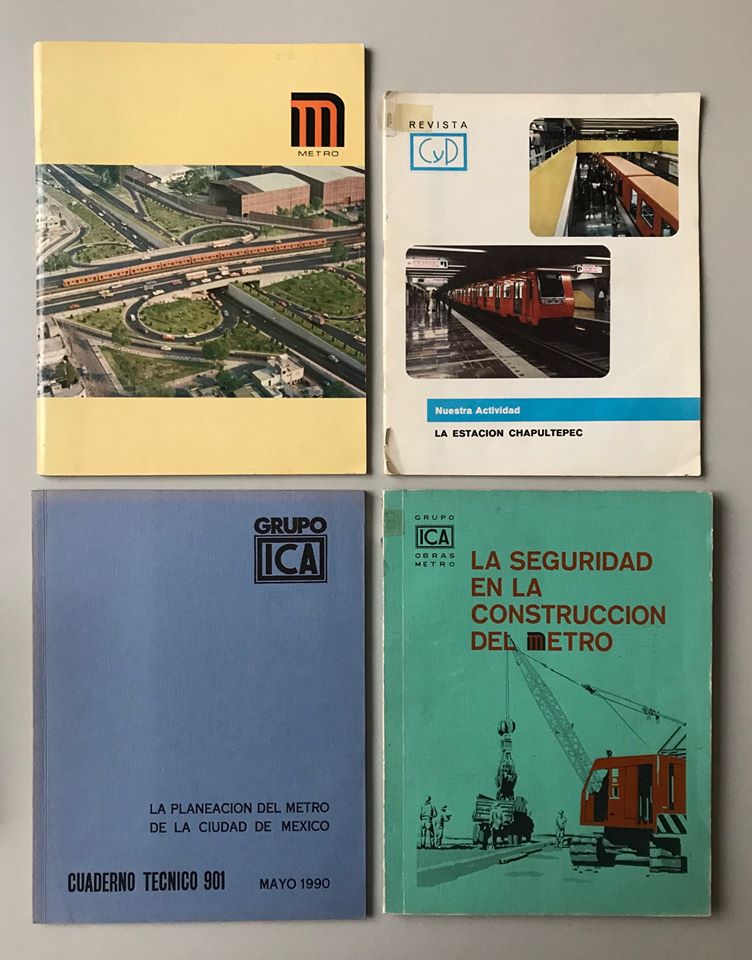 METRO
REVISTA
CyD
Nuestra Actividad
LA ESTACION CHAPULTEPEC
GRUPO
ICA
LA PLANEACION DEL METRO
DE LA CIUDAD DE MEXICO
CUADERNO TECNICO 901 MAYO 1990
GRUPO
ICA
OBRAS
METRO
LA SEGURIDAD
EN LA
CONSTRUCCION
DEL METRO